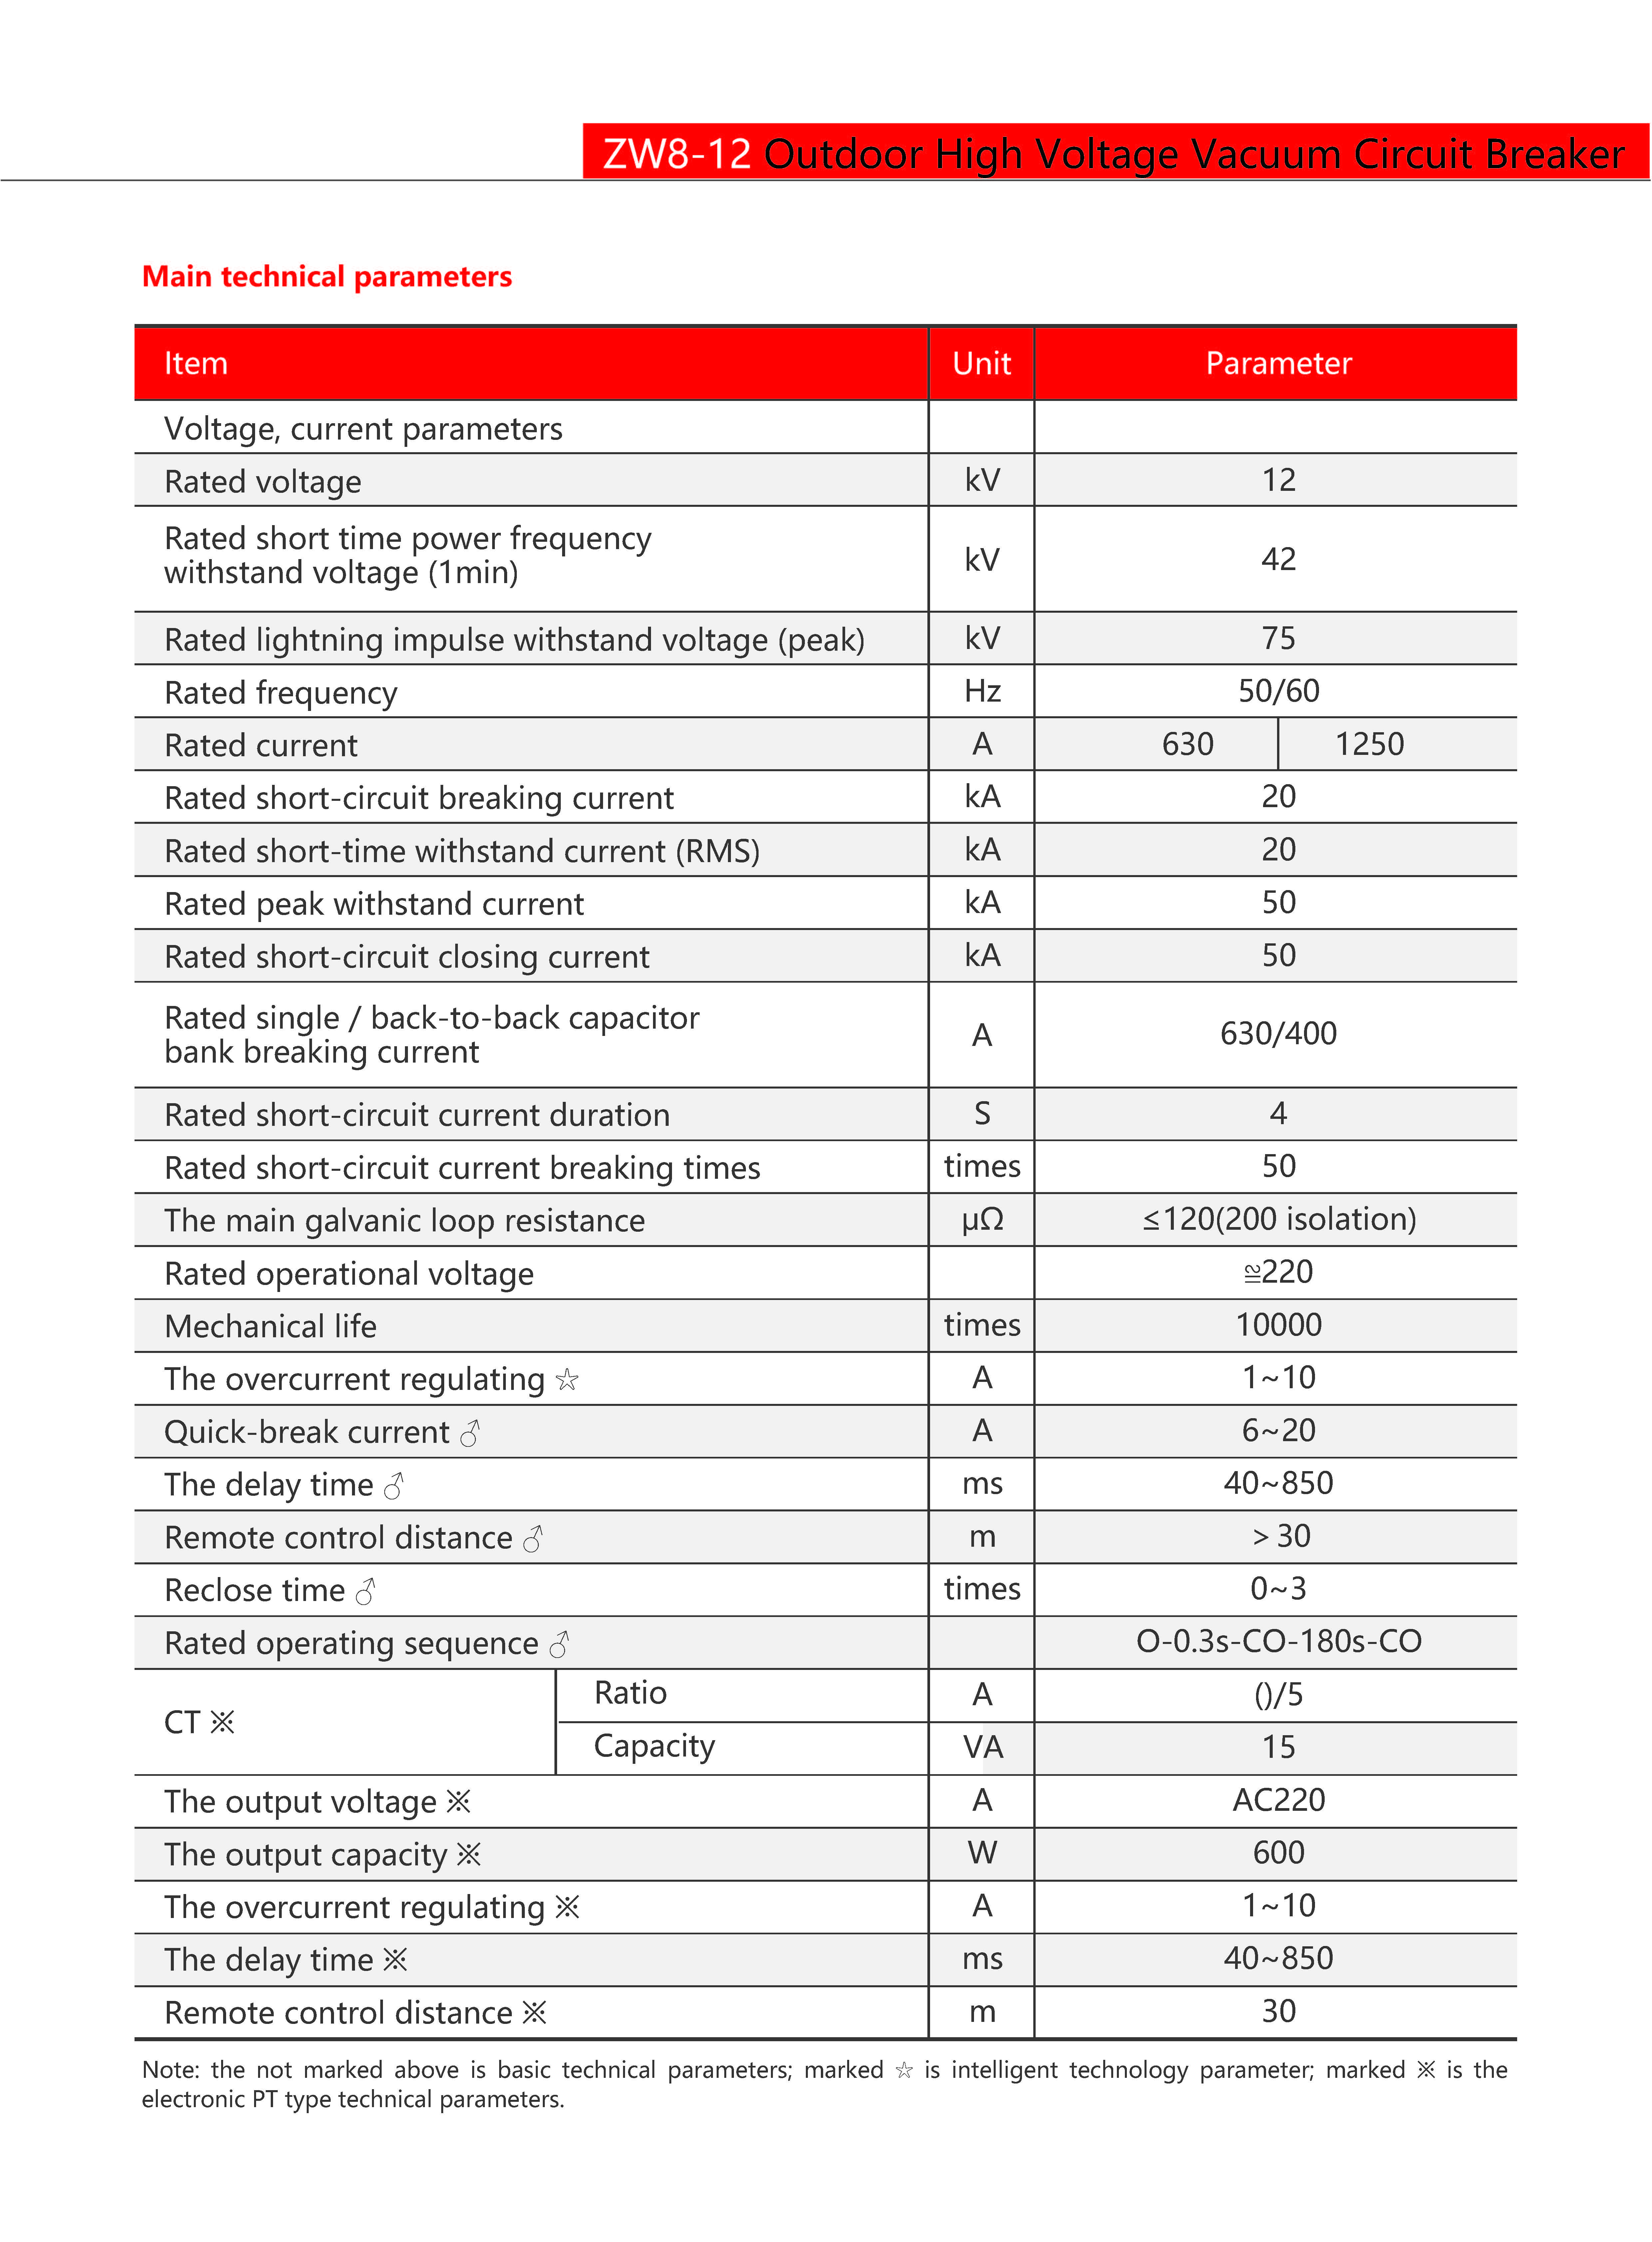 ZW8-12 Outdoor High Voltage Vacuum Circuit Breaker
Main technical parameters
Item Unit Parameter
Voltage, current parameters
Rated voltage kV 12
Rated short time power frequency
withstand voltage (1min) kV 42
Rated lightning impulse withstand voltage (peak) kV 75
Rated frequency Hz 50/60
Rated current A 630 1250
Rated short-circuit breaking current kA 20
Rated short-time withstand current (RMS) kA 20
Rated peak withstand current kA 50
Rated short-circuit closing current kA 50
Rated single / back-to-back capacitor
bank breaking current A 630/400
Rated short-circuit current duration S 4
Rated short-circuit current breaking times times 50
The main galvanic loop resistance μΩ ≤120(200 isolation)
Rated operational voltage ≌220
Mechanical life times 10000
The overcurrent regulating ☆ A 1~10
Quick-break current ♂ A 6~20
The delay time ♂ ms 40~850
Remote control distance ♂ m > 30
Reclose time ♂ times 0~3
Rated operating sequence ♂ O-0.3s-CO-180s-CO
CT ※ Ratio A ()/5
Capacity VA 15
The output voltage ※ A AC220
The output capacity ※ W 600
The overcurrent regulating ※ A 1~10
The delay time ※ ms 40~850
Remote control distance ※ m 30
Note: the not marked above is basic technical parameters; marked ☆ is intelligent technology parameter; marked ※ is the
electronic PT type technical parameters.